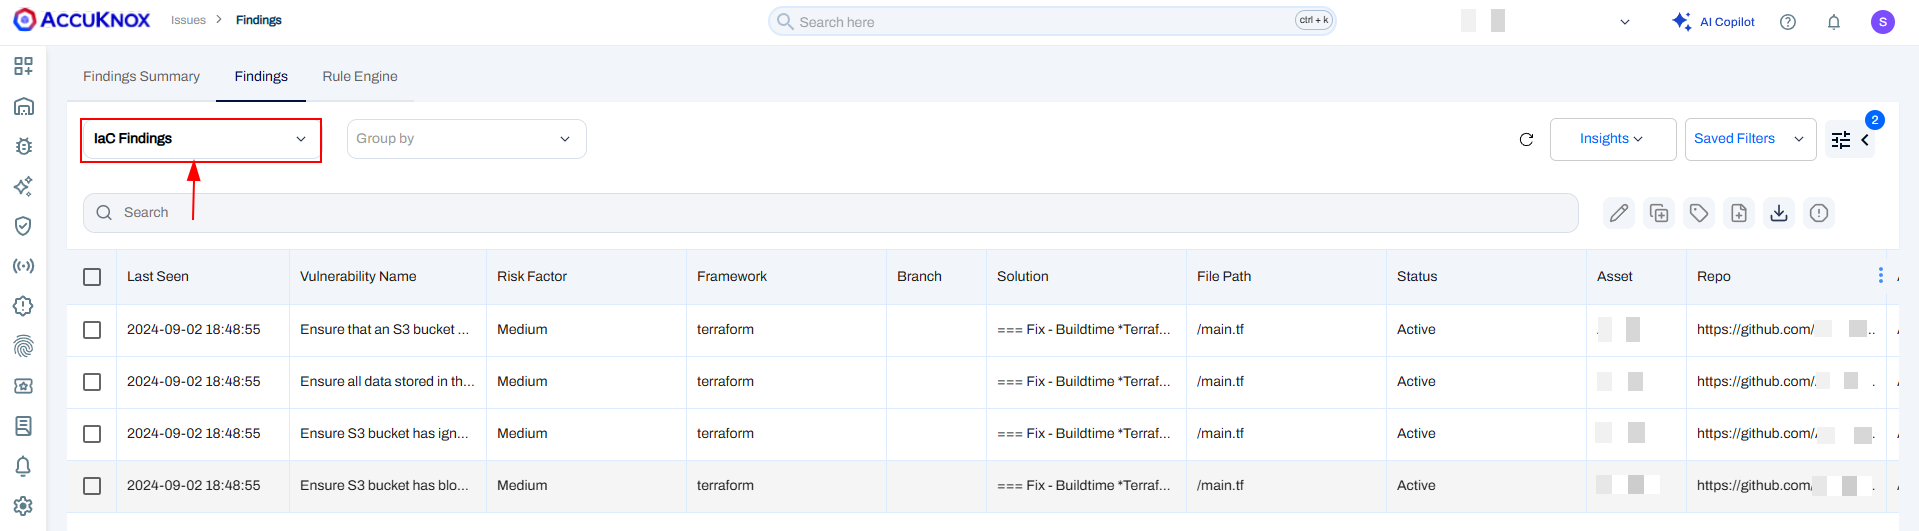 ACCUKNOX Issues > Findings Search here ctrl + k AI Copilot S
Findings Summary Findings Rule Engine
2
IaC Findings Group by Insights Saved Filters
Search
Last Seen Vulnerability Name Risk Factor Framework Branch Solution File Path Status Asset Repo
2024-09-02 18:48:55 Ensure that an S3 bucket ... Medium terraform === Fix - Buildtime *Terraf... /main.tf Active https://github.com/ ..
2024-09-02 18:48:55 Ensure all data stored in th... Medium terraform === Fix - Buildtime *Terraf... /main.tf Active https://github.com/ .
2024-09-02 18:48:55 Ensure S3 bucket has ign... Medium terraform === Fix - Buildtime *Terraf... /main.tf Active https://github.com/ .
2024-09-02 18:48:55 Ensure S3 bucket has blo... Medium terraform === Fix - Buildtime *Terraf... /main.tf Active https://github.com/